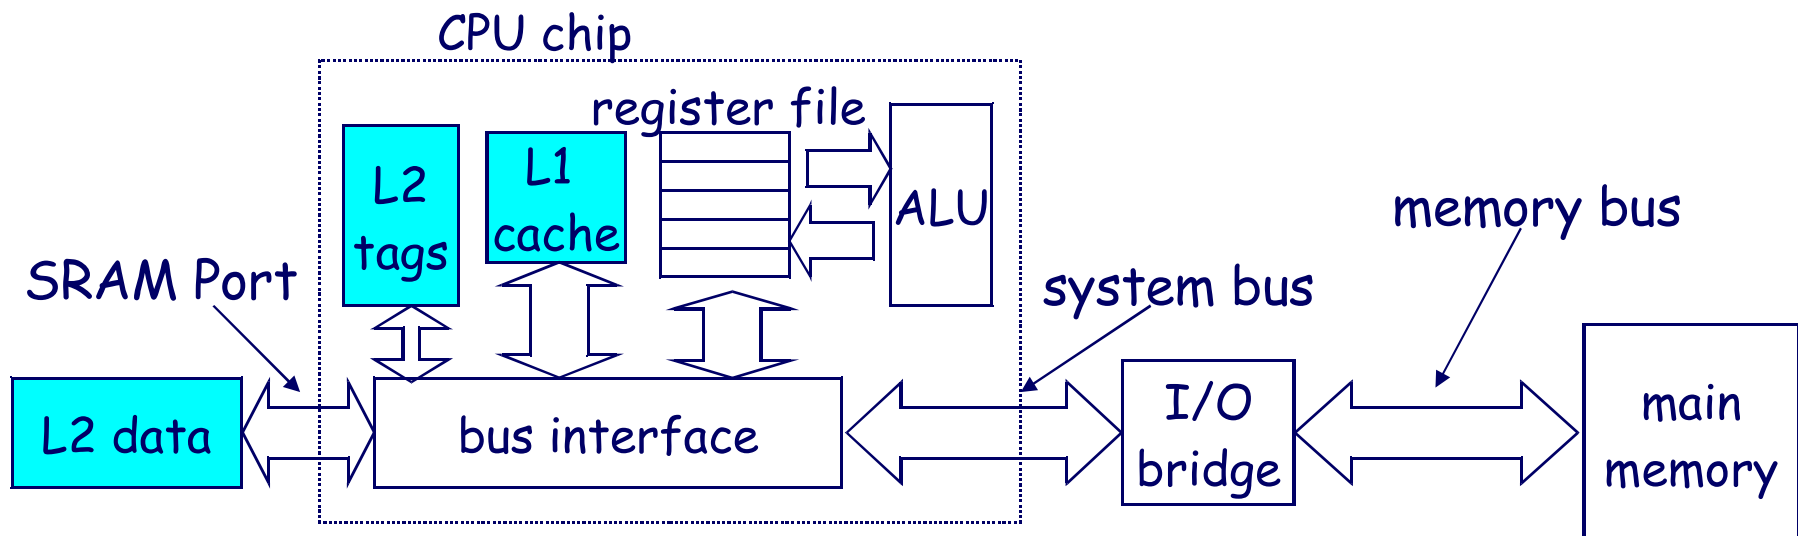 CPU chip
register file
L2
tags
L1
cache
ALU
SRAM Port
system bus
memory bus
L2 data
bus interface
I/O
bridge
main
memory